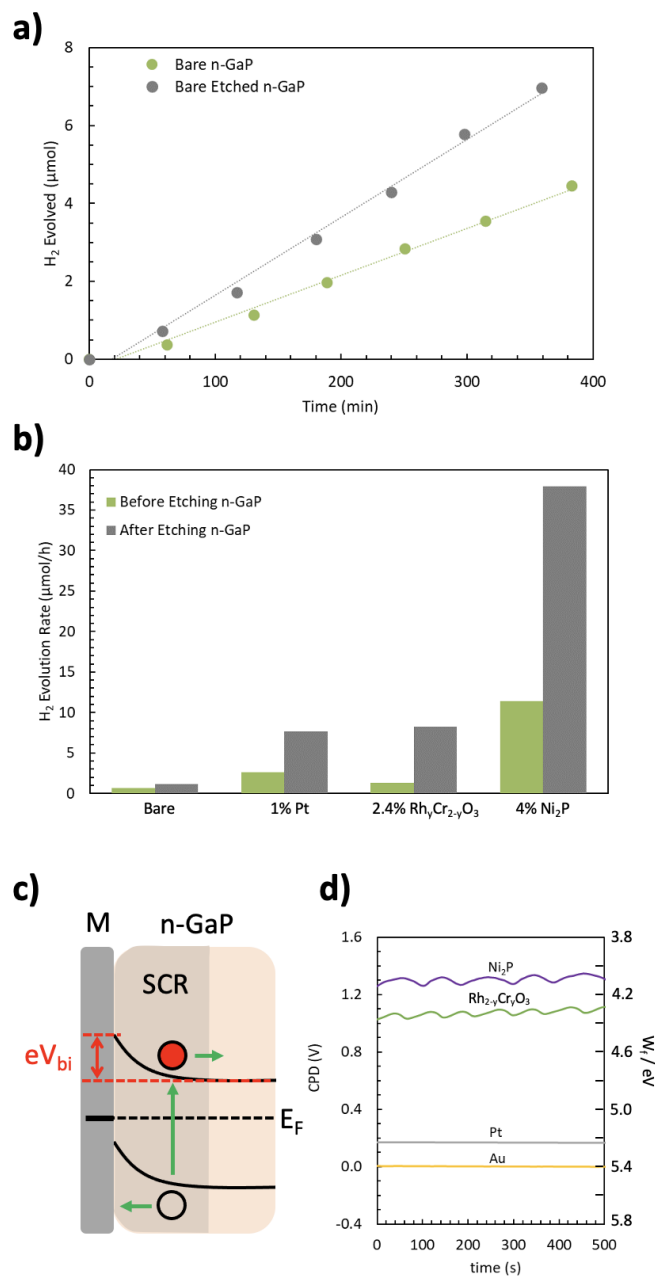 a)
8
6
4
2
0
H₂ Evolved (µmol)
Bare n-GaP
Bare Etched n-GaP
0 100 200 300 400
Time (min)
b)
40
35
30
25
20
15
10
5
0
H₂ Evolution Rate (µmol/h)
Before Etching n-GaP
After Etching n-GaP
Bare 1% Pt 2.4% RhyCr₂₋yO₃ 4% Ni₂P
c)
M n-GaP
SCR
eVbi
EF
d)
1.6
1.2
0.8
0.4
0.0
-0.4
CPD (V)
Ni₂P
Rh₂₋yCryO₃
Pt
Au
3.8
4.2
4.6
5.0
5.4
5.8
Wf / eV
0 100 200 300 400 500
time (s)